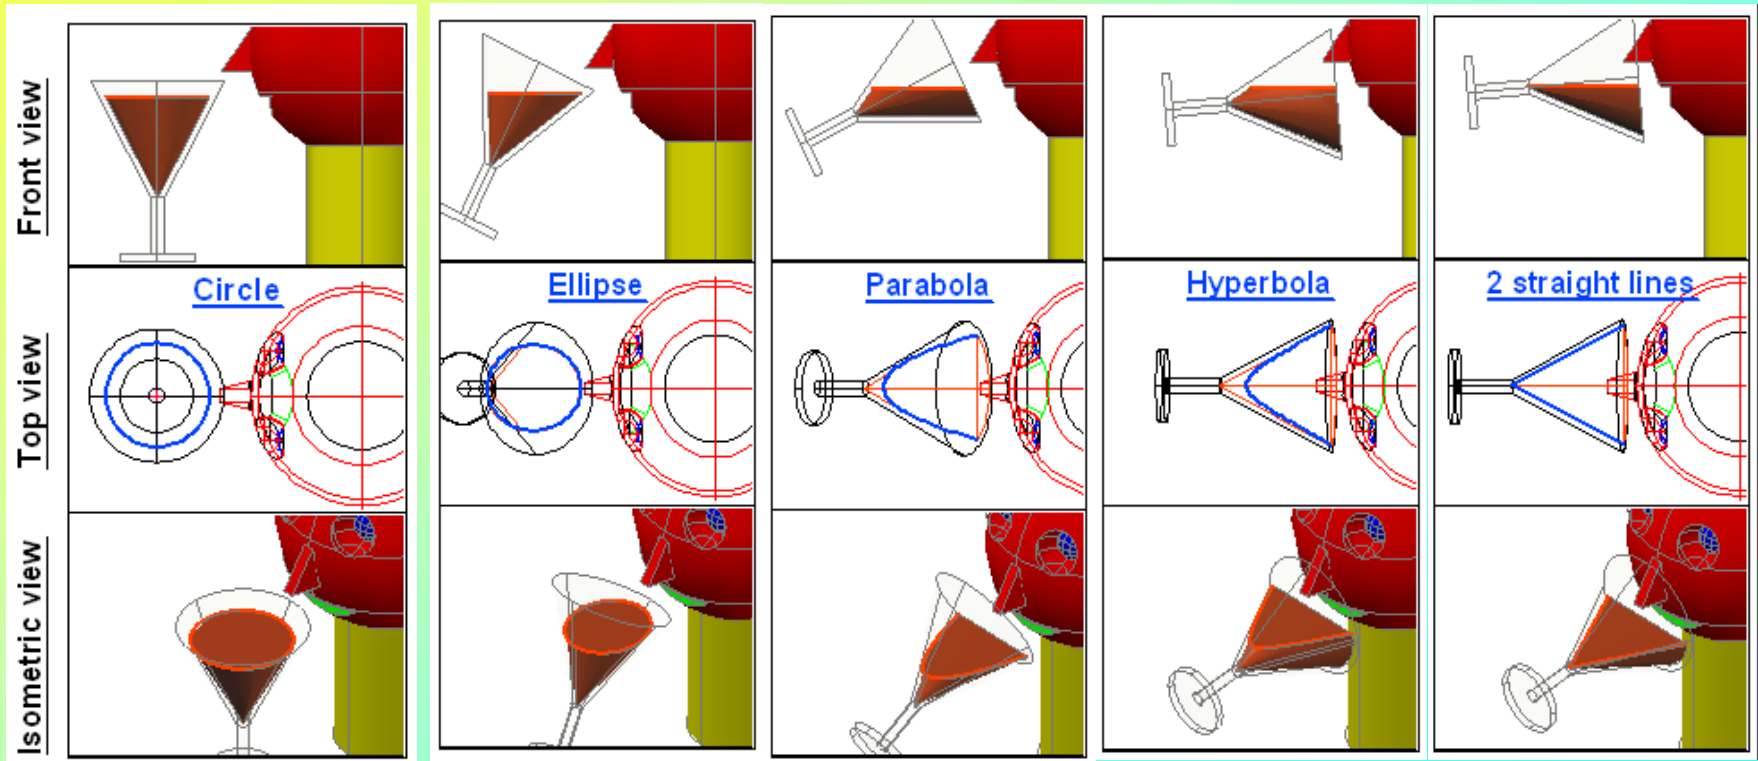 Front view
Circle
Ellipse
Parabola
Hyperbola
2 straight lines
Top view
Isometric view